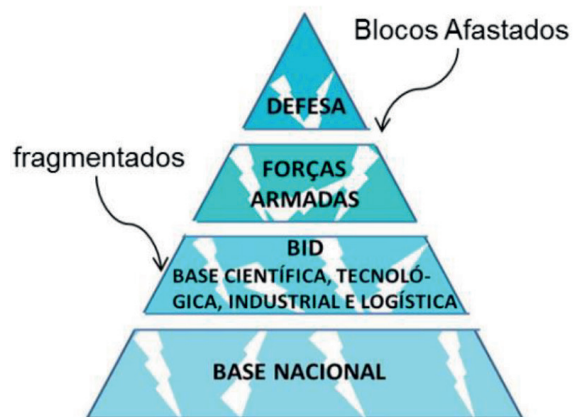 Blocos Afastados
DEFESA
fragmentados
FORÇAS
ARMADAS
BID
BASE CIENTÍFICA, TECNOLÓ-
GICA, INDUSTRIAL E LOGÍSTICA
BASE NACIONAL